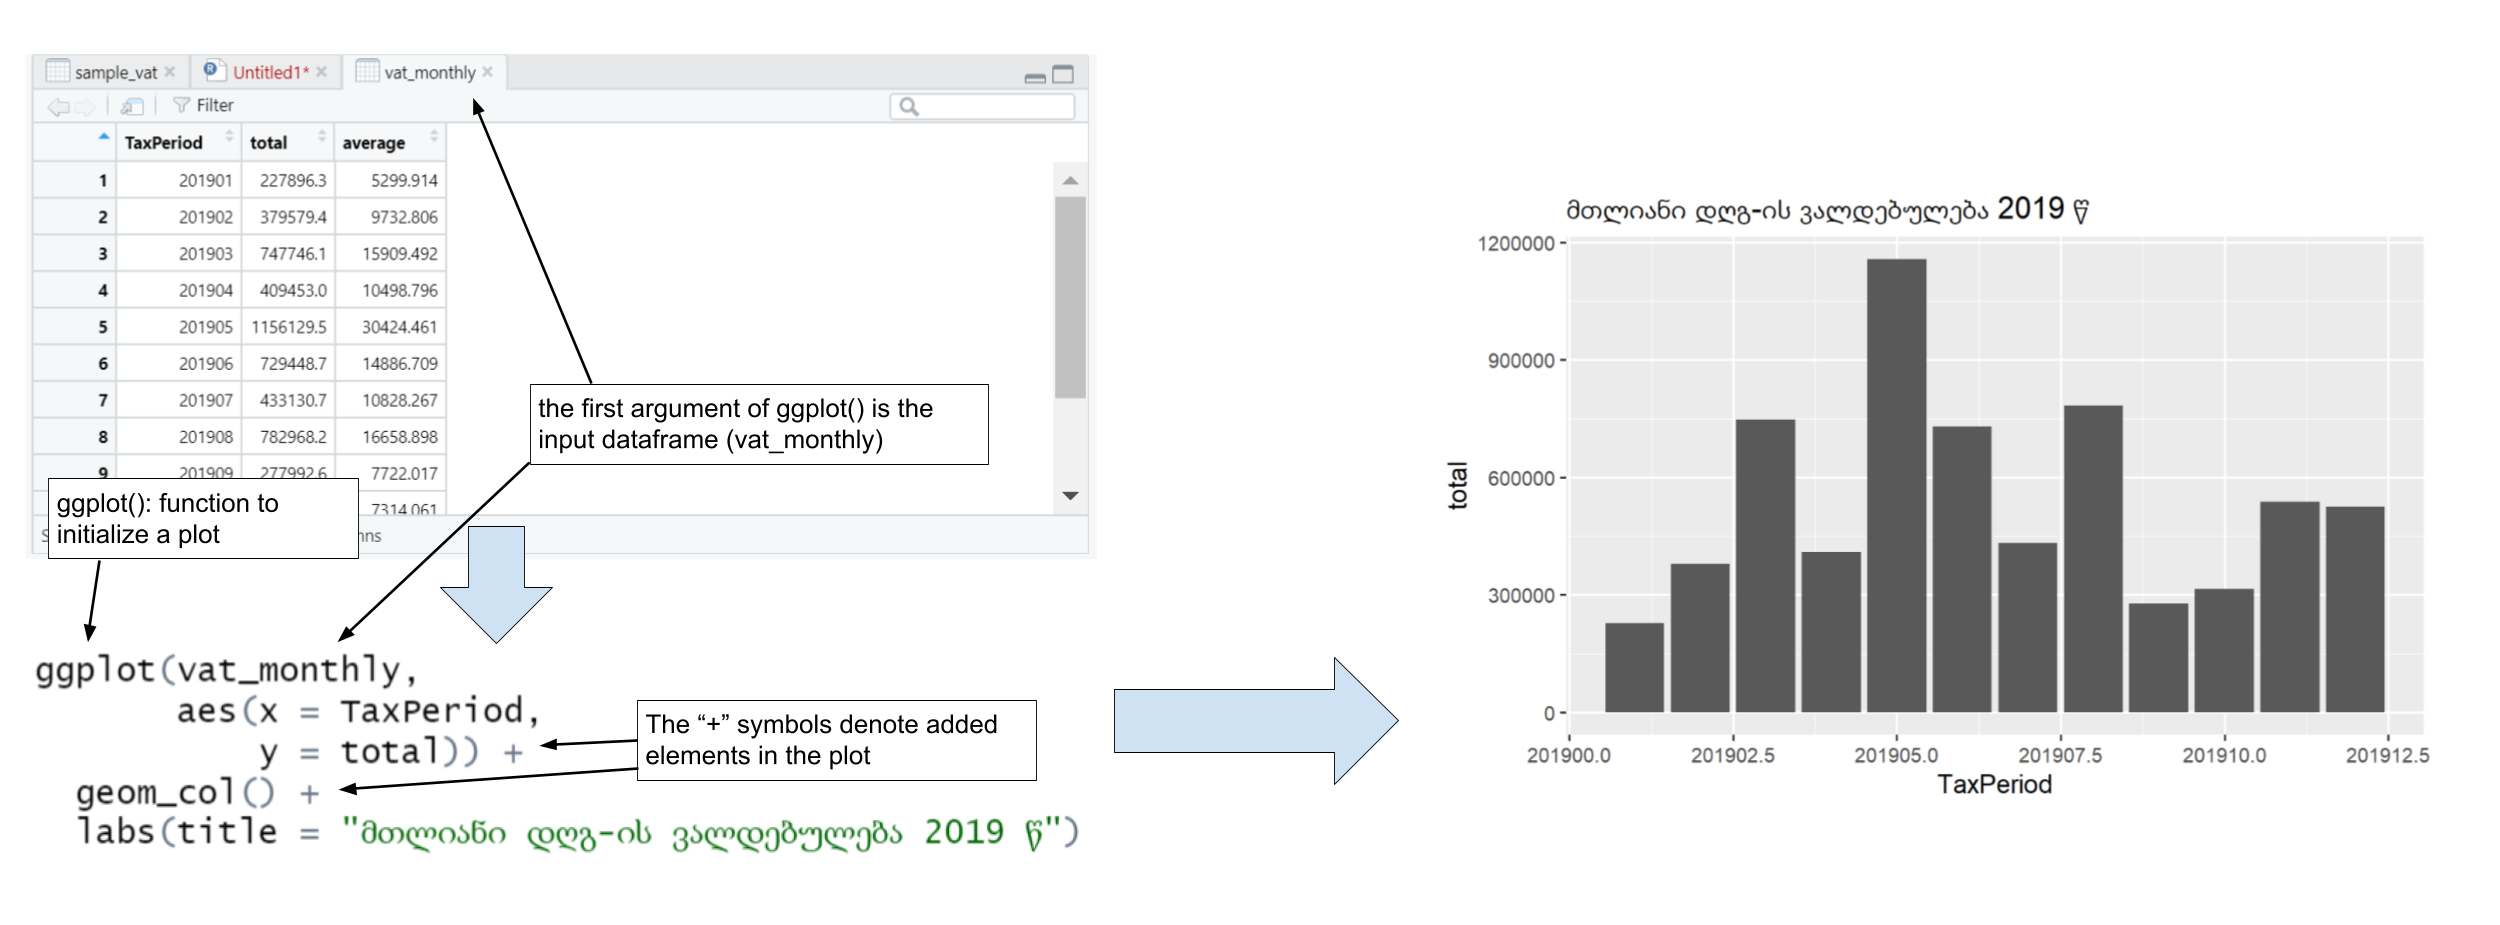 sample_vat
Untitled1*
vat_monthly
Filter
TaxPeriod total average
1 201901 227896.3 5299.914
2 201902 379579.4 9732.806
3 201903 747746.1 15909.492
4 201904 409453.0 10498.796
5 201905 1156129.5 30424.461
6 201906 729448.7 14886.709
7 201907 433130.7 10828.267
8 201908 782968.2 16658.898
9 201909 277992.6 7722.017
7314.061
the first argument of ggplot() is the
input dataframe (vat_monthly)
ggplot(): function to
initialize a plot
ggplot(vat_monthly,
aes(x = TaxPeriod,
y = total)) +
geom_col() +
labs(title = "მთლიანი დღგ-ის ვალდებულება 2019 წ")
The “+” symbols denote added
elements in the plot
მთლიანი დღგ-ის ვალდებულება 2019 წ
1200000
900000
600000
300000
0
total
201900.0 201902.5 201905.0 201907.5 201910.0 201912.5
TaxPeriod